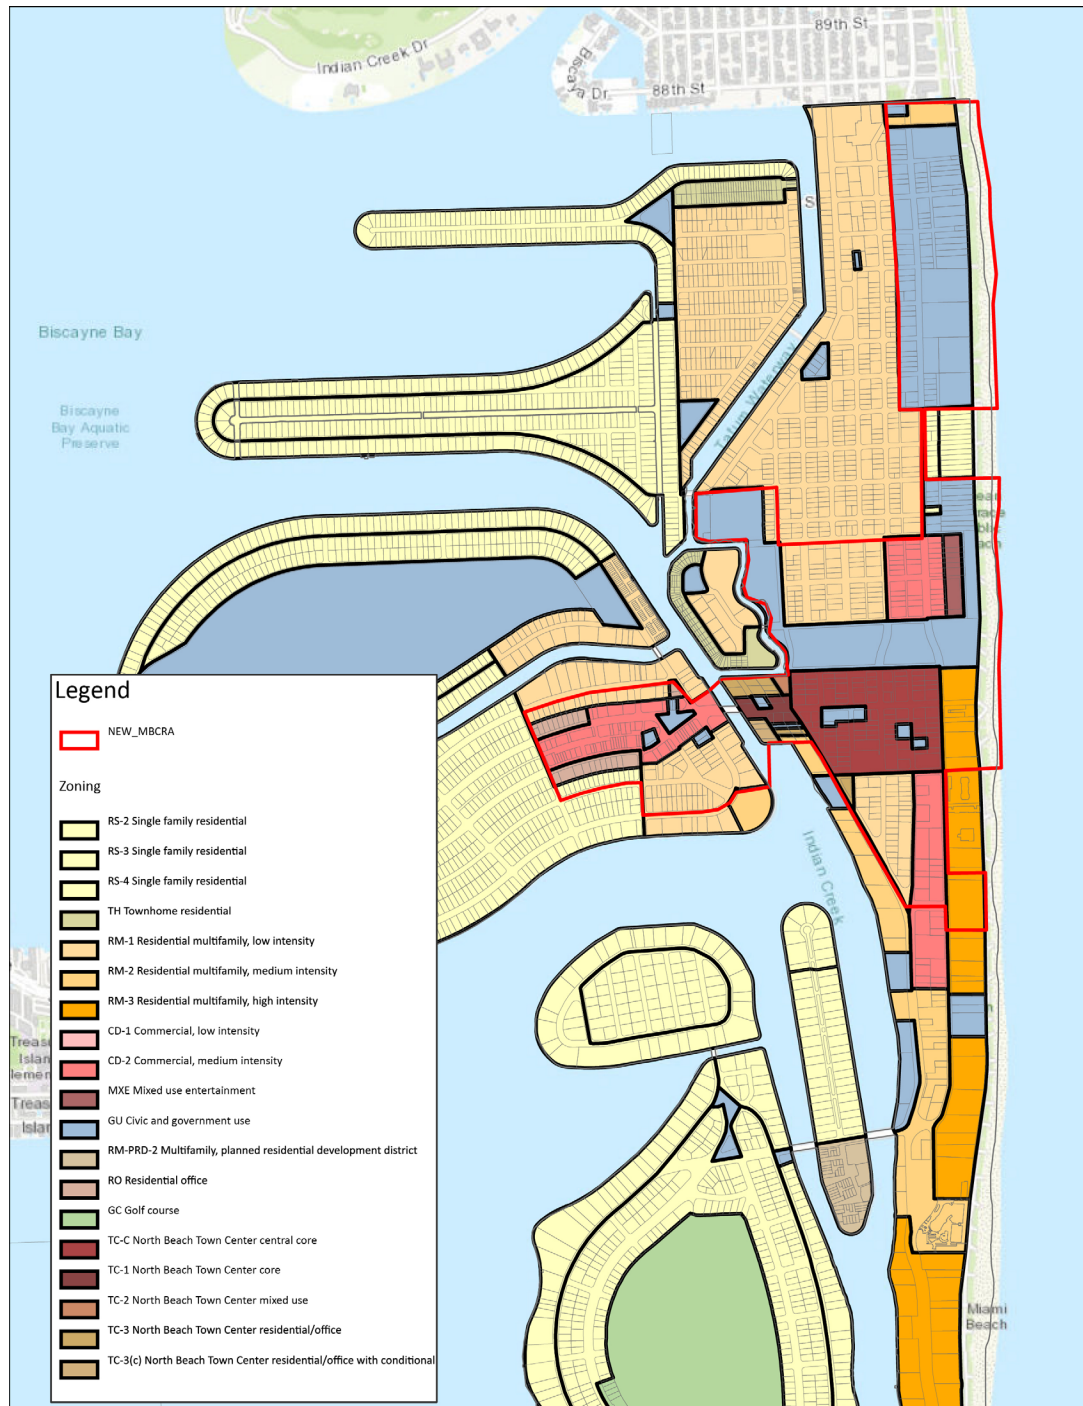 89th St
Indian Creek Dr
Biscaya Dr
88th St
S
Biscayne Bay
Tatum Waterway
Biscayne
Bay Aquatic
Preserve
Legend
NEW_MBCRA
Zoning
RS-2 Single family residential
RS-3 Single family residential
RS-4 Single family residential
TH Townhome residential
RM-1 Residential multifamily, low intensity
RM-2 Residential multifamily, medium intensity
RM-3 Residential multifamily, high intensity
CD-1 Commercial, low intensity
CD-2 Commercial, medium intensity
MXE Mixed use entertainment
GU Civic and government use
RM-PRD-2 Multifamily, planned residential development district
RO Residential office
GC Golf course
TC-C North Beach Town Center central core
TC-1 North Beach Town Center core
TC-2 North Beach Town Center mixed use
TC-3 North Beach Town Center residential/office
TC-3(c) North Beach Town Center residential/office with conditional
Indian Creek
Miami
Beach